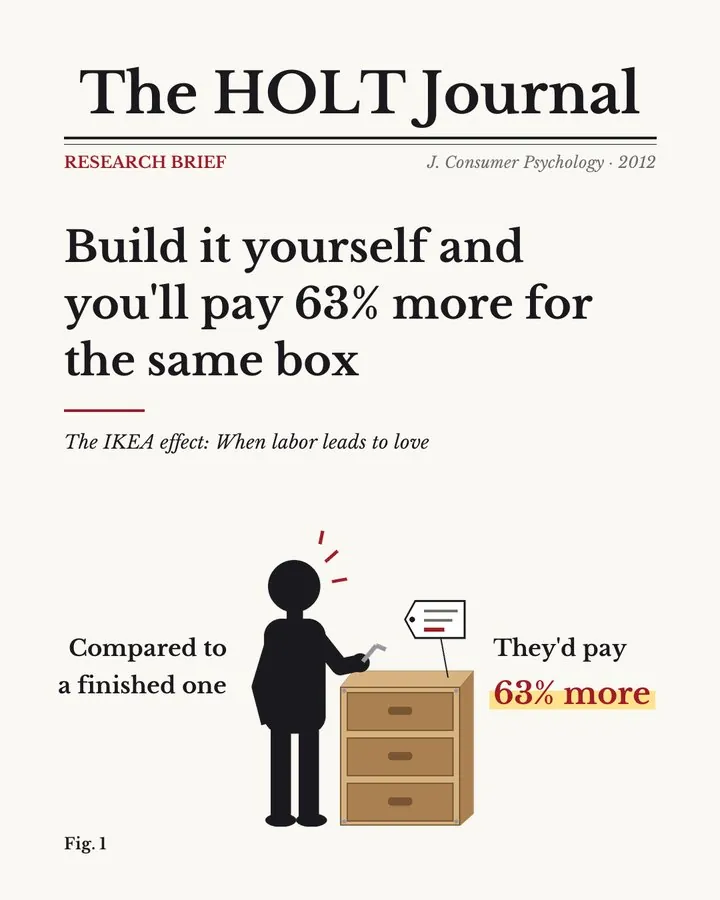 The HOLT Journal
RESEARCH BRIEF
J. Consumer Psychology · 2012
Build it yourself and
you'll pay 63% more for
the same box
The IKEA effect: When labor leads to love
Compared to
a finished one
They'd pay
63% more
Fig. 1